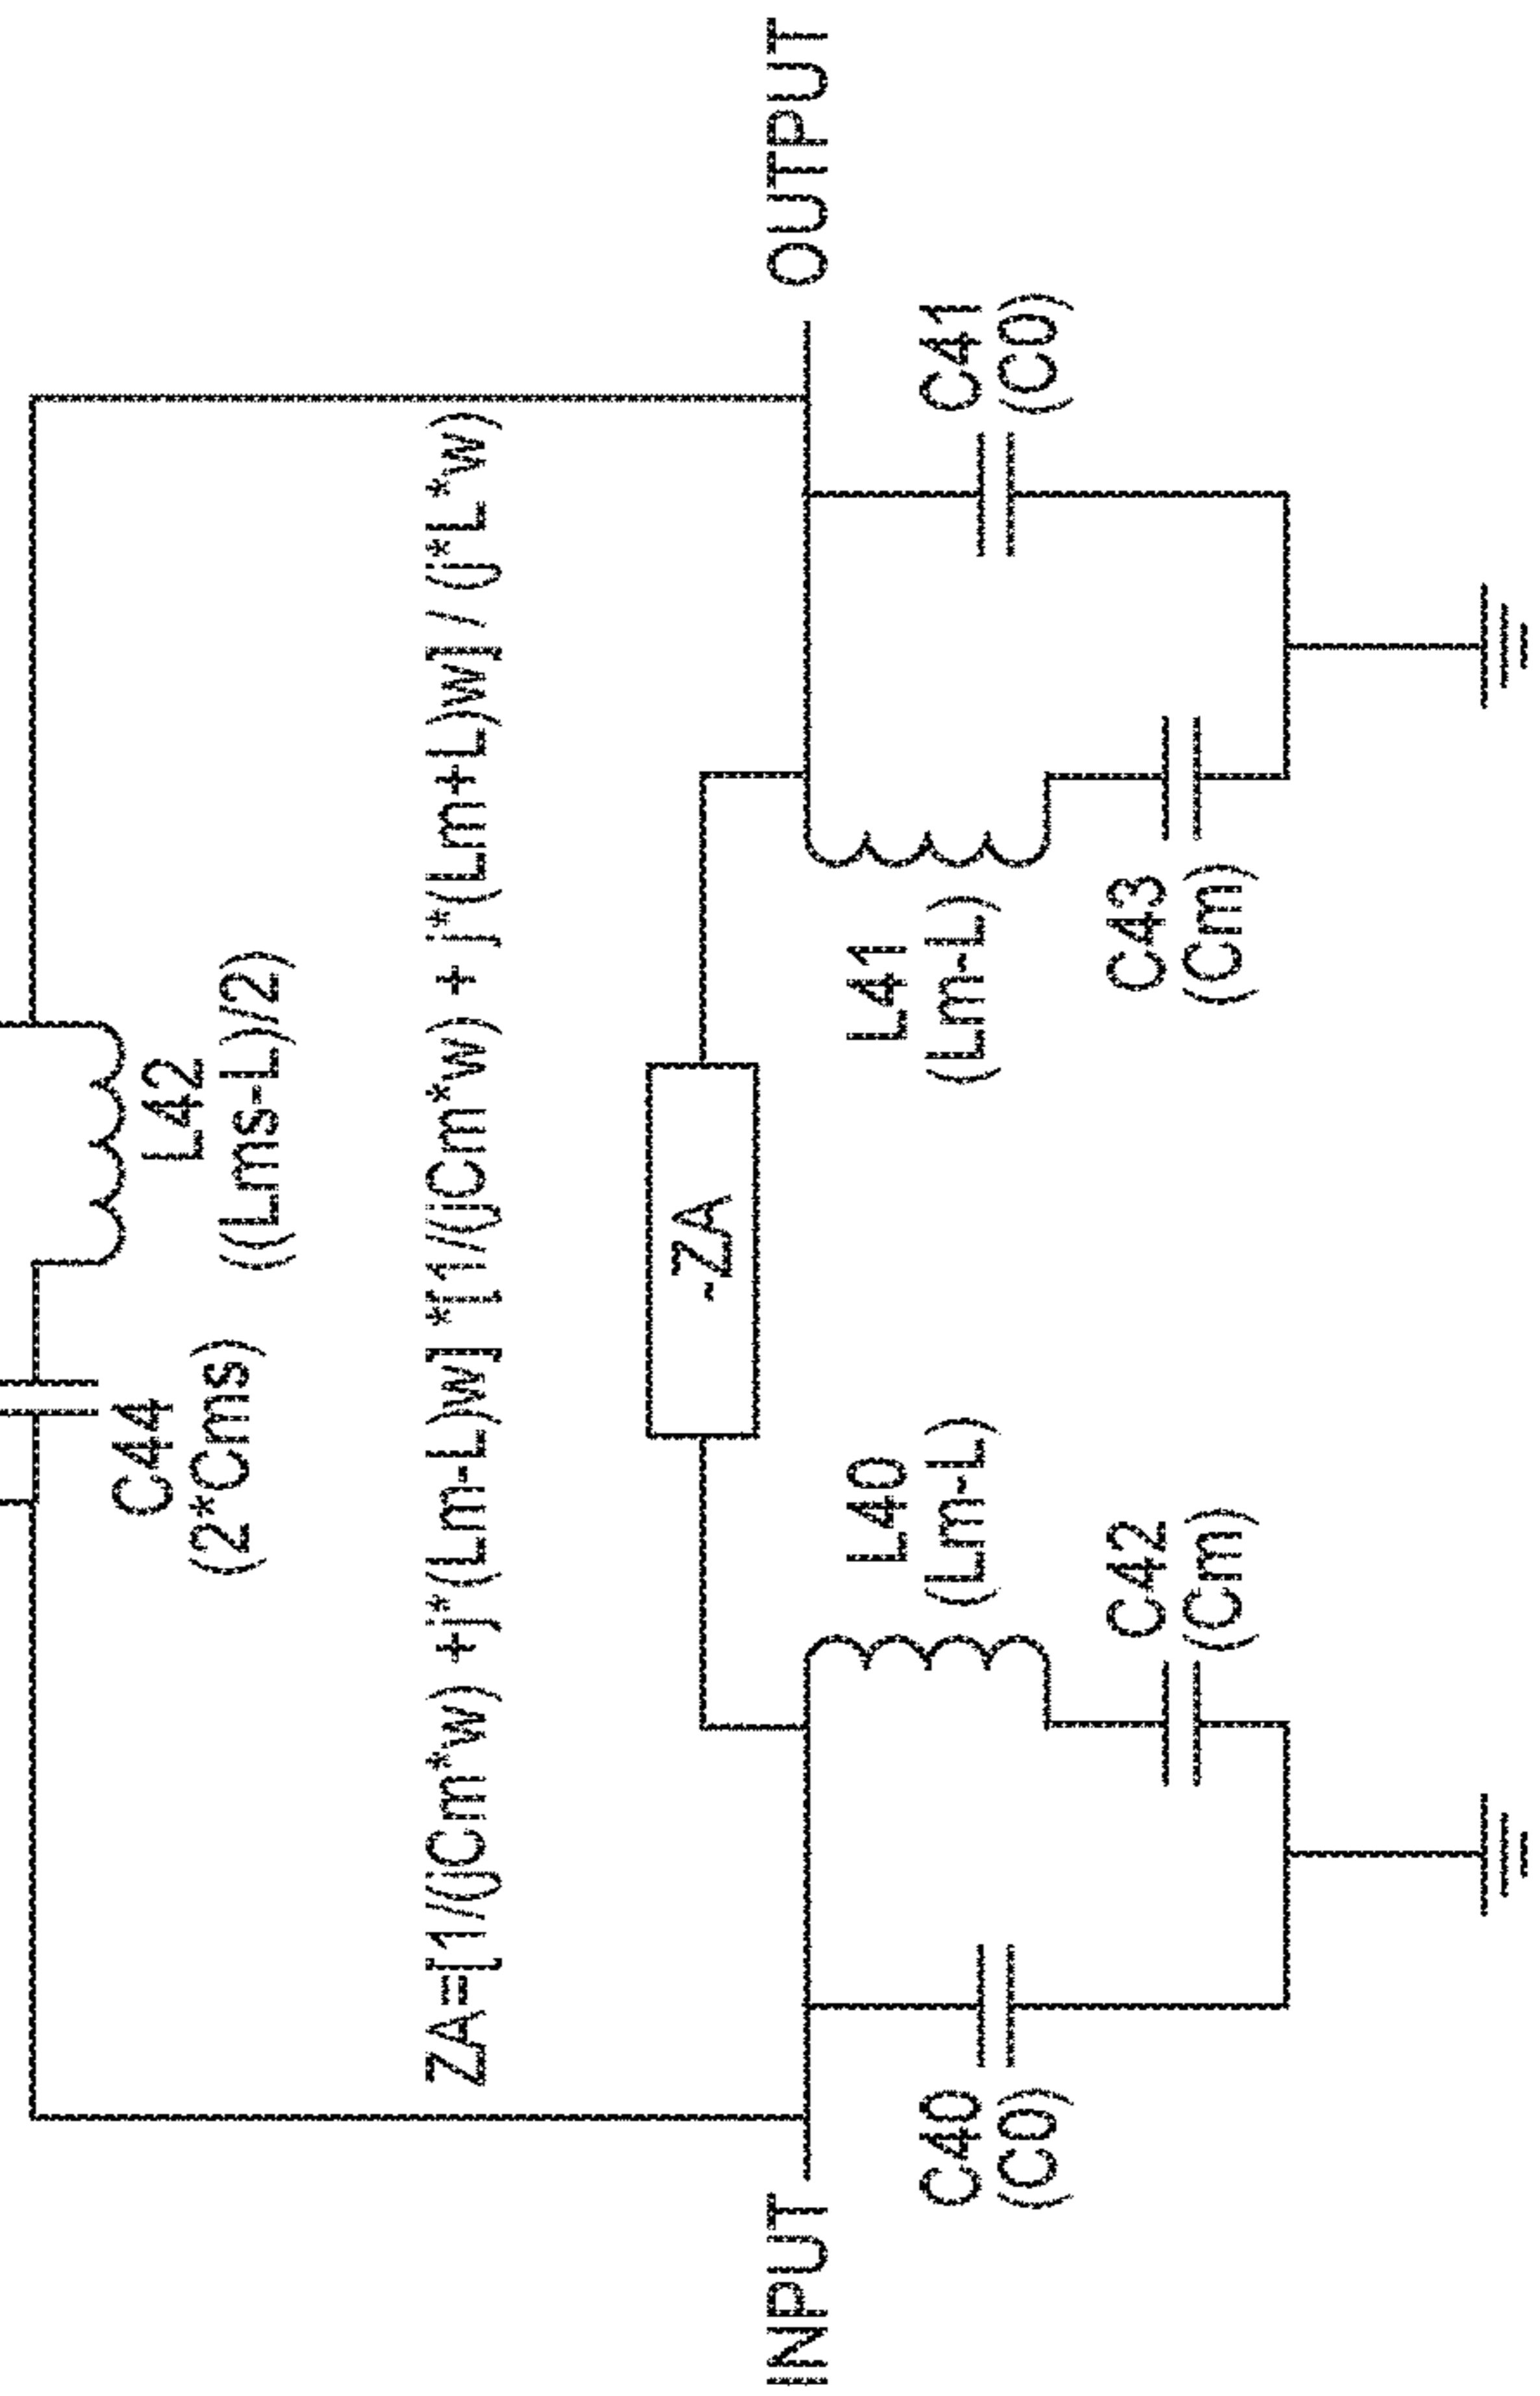 C44
(2*Cms)
L42
((Lms-L)/2)
ZA=[1/(jCm*w) +j*(Lm-L)w] *[1/(jCm*w) + j*(Lm+L)w] / (j*L*w)
-ZA
INPUT
OUTPUT
L40
(Lm-L)
L41
(Lm-L)
C40
(C0)
C41
(C0)
C42
(Cm)
C43
(Cm)